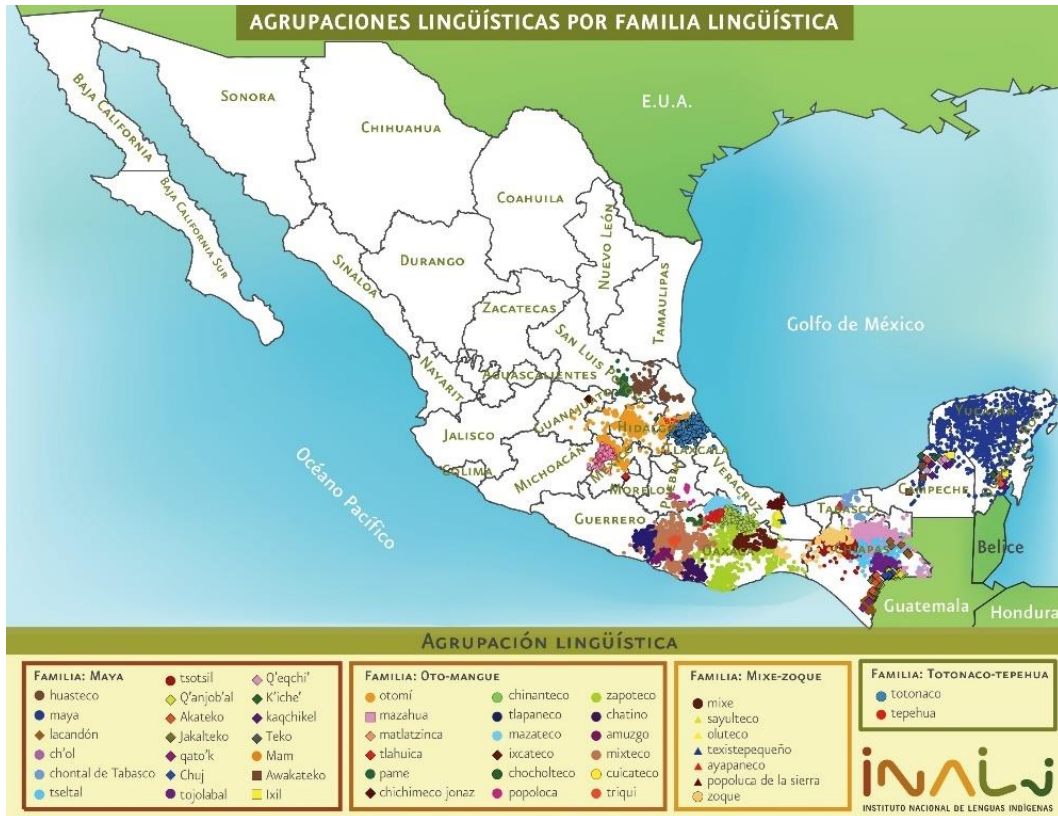 AGRUPACIONES LINGÜÍSTICAS POR FAMILIA LINGÜÍSTICA
BAJA CALIFORNIA
SONORA
CHIHUAHUA
E.U.A.
COAHUILA
BAJA CALIFORNIA SUR
NUEVO LEÓN
SINALOA
DURANGO
TAMAULIPAS
ZACATECAS
Golfo de México
SAN LUIS PO
NAYARIT
AGUASCALIENTES
GUANAJUATO
HIDALGO
YUCATÁN
JALISCO
Océano Pacífico
COLIMA
MICHOACÁN
TLAXCALA
VERACRUZ
MORELOS
PUEBLA
CAMPECHE
GUERRERO
TABASCO
OAXACA
CHIAPAS
Belice
Guatemala
Hondura
AGRUPACIÓN LINGÜÍSTICA
FAMILIA: MAYA
huasteco
maya
lacandón
ch'ol
chontal de Tabasco
tseltal
tsotsil
Q'anjob'al
Akateko
Jakalteko
qato'k
Chuj
tojolabal
Q'eqchi'
K'iche'
kaqchikel
Teko
Mam
Awakateko
Ixil
FAMILIA: OTO-MANGUE
otomí
mazahua
matlatzinca
tlahuica
pame
chichimeco jonaz
chinanteco
tlapaneco
mazateco
ixcateco
chocholteco
popoloca
zapoteco
chatino
amuzgo
mixteco
cuicateco
triqui
FAMILIA: MIXE-ZOQUE
mixe
sayulteco
oluteco
texistepequeño
ayapaneco
popoluca de la sierra
zoque
FAMILIA: TOTONACO-TEPEHUA
totonaco
tepehua
INALI
INSTITUTO NACIONAL DE LENGUAS INDÍGENAS